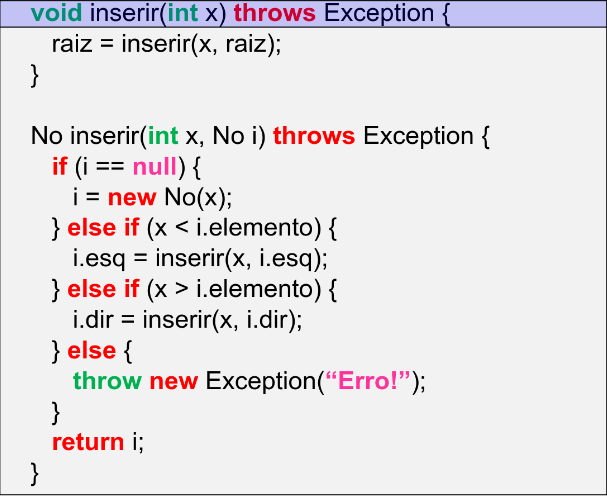 void inserir(int x) throws Exception {
raiz = inserir(x, raiz);
}
No inserir(int x, No i) throws Exception {
if (i == null) {
i = new No(x);
} else if (x < i.elemento) {
i.esq = inserir(x, i.esq);
} else if (x > i.elemento) {
i.dir = inserir(x, i.dir);
} else {
throw new Exception(“Erro!”);
}
return i;
}